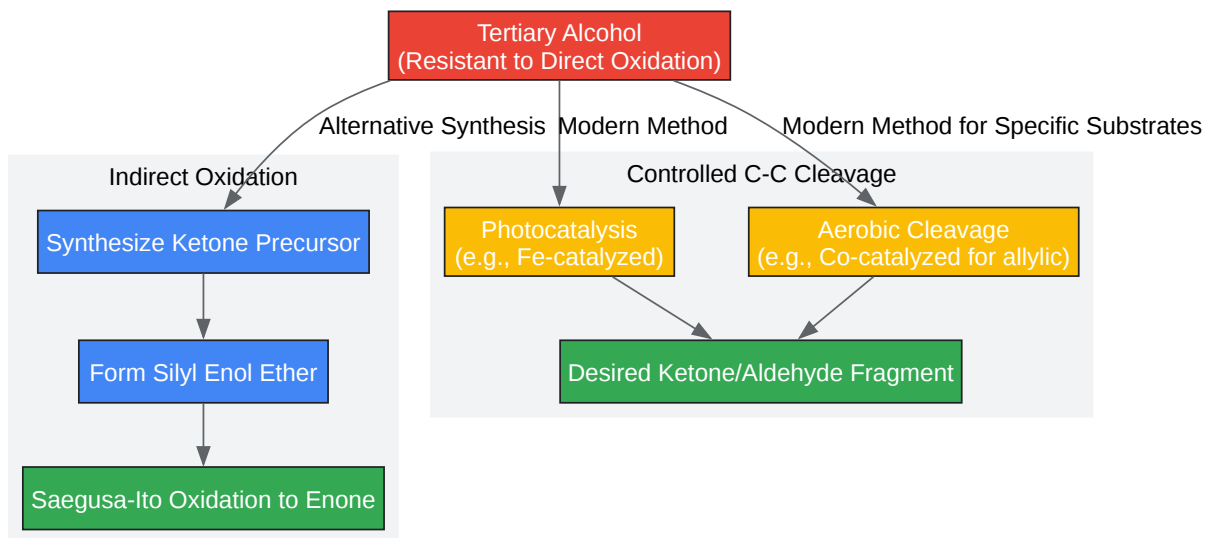 Tertiary Alcohol
(Resistant to Direct Oxidation)
Alternative Synthesis
Modern Method
Modern Method for Specific Substrates
Indirect Oxidation
Synthesize Ketone Precursor
Form Silyl Enol Ether
Saegusa-Ito Oxidation to Enone
Controlled C-C Cleavage
Photocatalysis
(e.g., Fe-catalyzed)
Aerobic Cleavage
(e.g., Co-catalyzed for allylic)
Desired Ketone/Aldehyde Fragment